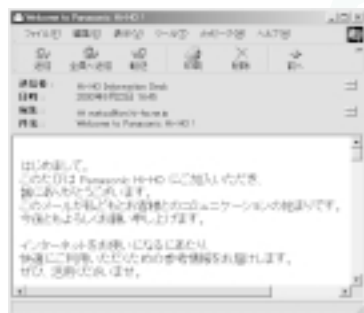 Welcome to Panasonic Hi-HO !
ファイル(F) 編集(E) 表示(V) ツール(T) メッセージ(M) ヘルプ(H)
返信 全員へ返信 転送 印刷 削除 前へ
送信者: Hi-HO Information Desk
日時:
宛先:
件名: Welcome to Panasonic Hi-HO !
はじめまして。
このたびは Panasonic Hi-HO にご加入いただき、
誠にありがとうございます。
このメールが私どもとお客様とのコミュニケーションの始まりです。
今後ともよろしくお願い申し上げます。
インターネットをお使いになるにあたり、
快適にご利用いただくための参考情報をお届けします。
ぜひ、ご活用くださいませ。